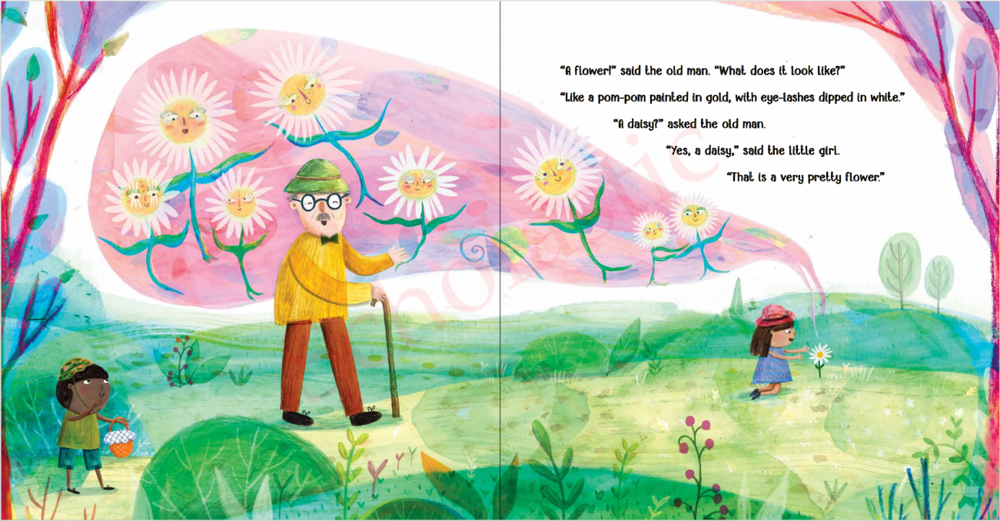 “A flower!” said the old man. “What does it look like?”
“Like a pom-pom painted in gold, with eye-lashes dipped in white.”
“A daisy?” asked the old man.
“Yes, a daisy,” said the little girl.
“That is a very pretty flower.”